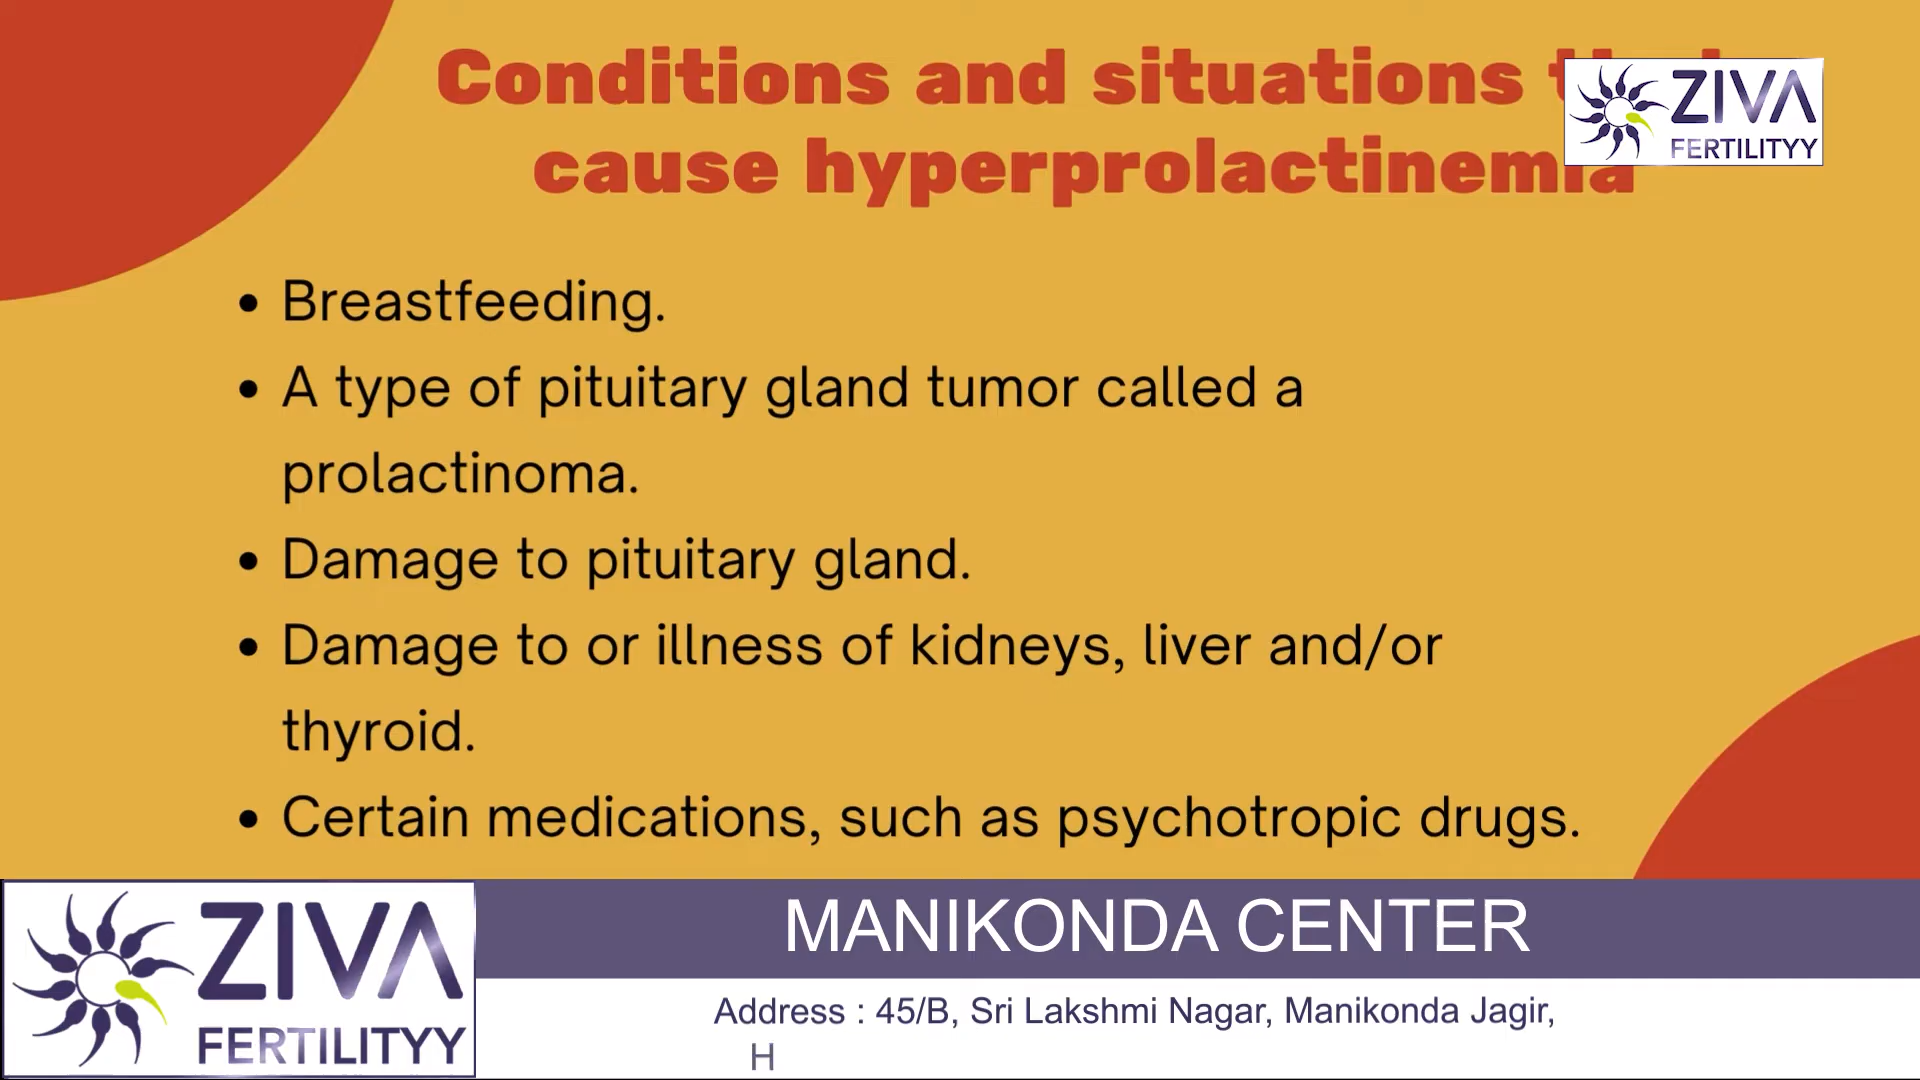 Conditions and situations
cause hyperprolactinemia
ZIVA
FERTILITYY
• Breastfeeding.
• A type of pituitary gland tumor called a
prolactinoma.
• Damage to pituitary gland.
• Damage to or illness of kidneys, liver and/or
thyroid.
• Certain medications, such as psychotropic drugs.
ZIVA
FERTILITYY
MANIKONDA CENTER
Address : 45/B, Sri Lakshmi Nagar, Manikonda Jagir,
H